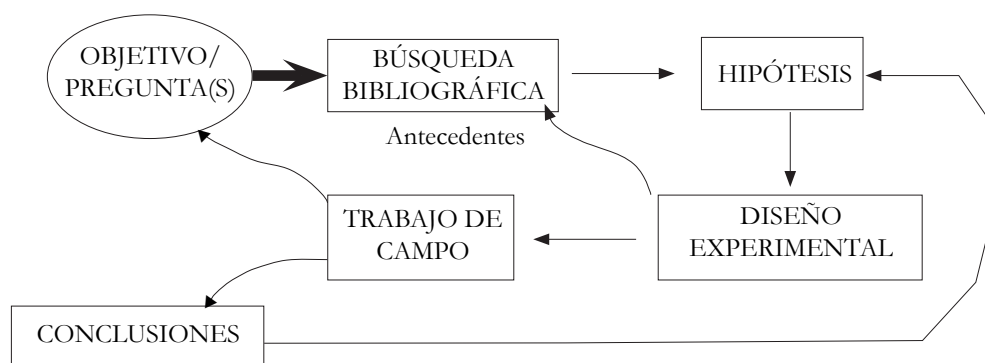 OBJETIVO/
PREGUNTA(S)
BÚSQUEDA
BIBLIOGRÁFICA
HIPÓTESIS
Antecedentes
TRABAJO DE
CAMPO
DISEÑO
EXPERIMENTAL
CONCLUSIONES